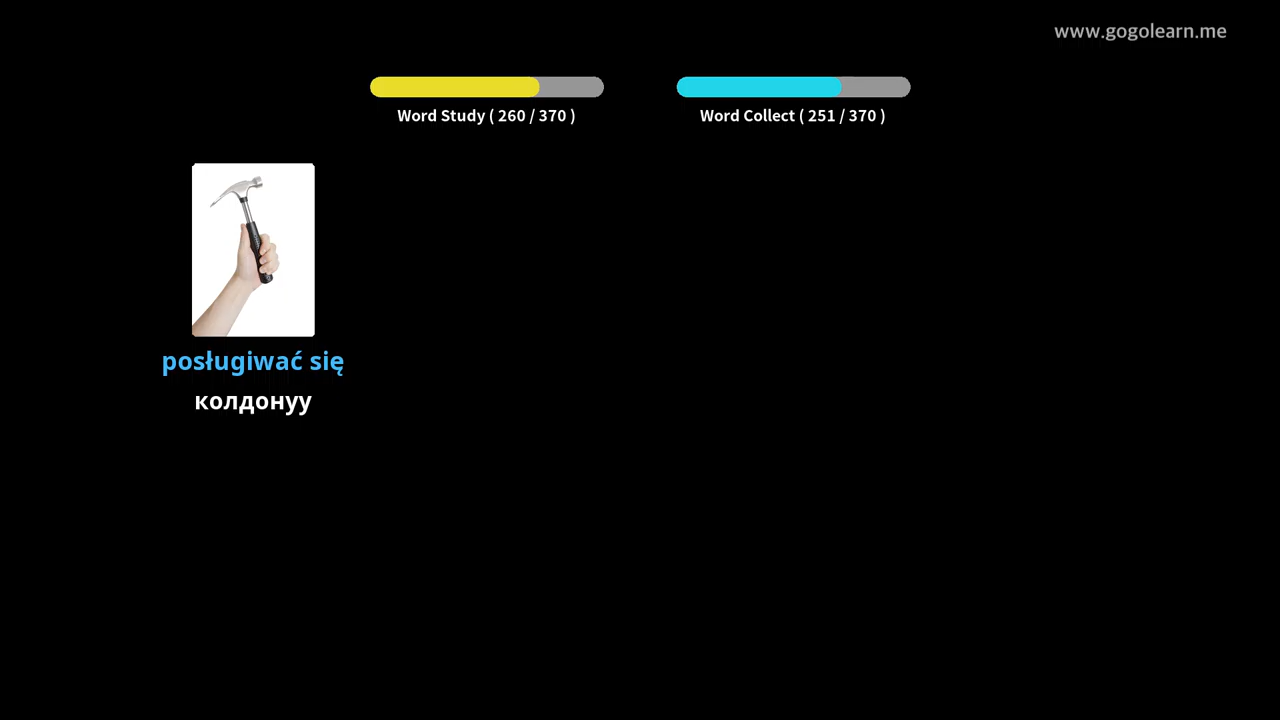 www.gogolearn.me
Word Study ( 260 / 370 )
Word Collect ( 251 / 370 )
posługiwać się
колдонуу